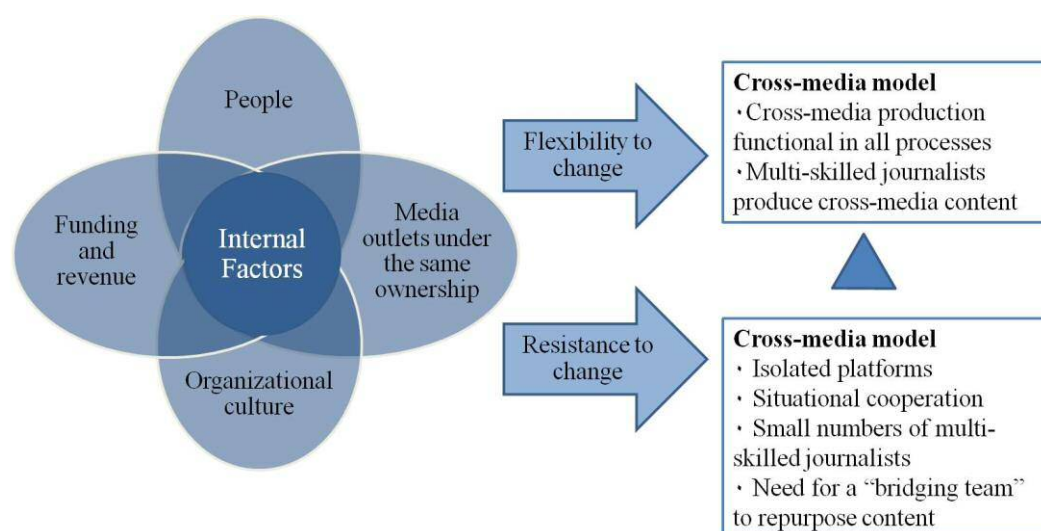 People
Funding
and
revenue
Internal
Factors
Media
outlets under
the same
ownership
Organizational
culture
Flexibility to
change
Resistance to
change
Cross-media model
·Cross-media production
functional in all processes
·Multi-skilled journalists
produce cross-media content
Cross-media model
· Isolated platforms
· Situational cooperation
· Small numbers of multi-
skilled journalists
· Need for a “bridging team”
to repurpose content